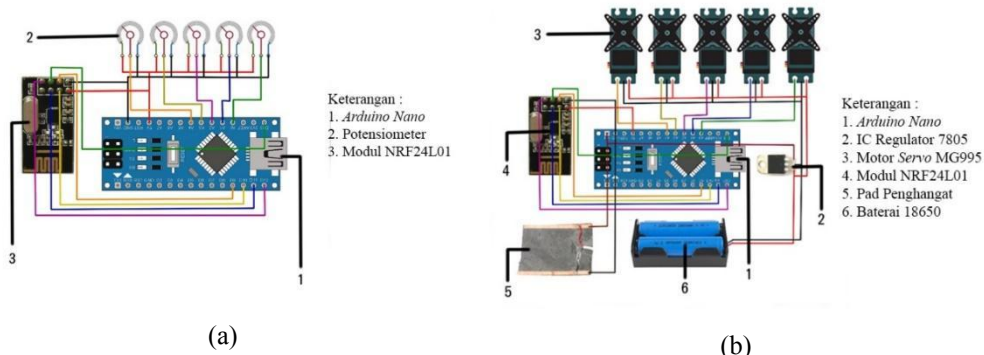 2
3
1
Keterangan :
1. Arduino Nano
2. Potensiometer
3. Modul NRF24L01
(a)
3
4
5
6
1
2
Keterangan :
1. Arduino Nano
2. IC Regulator 7805
3. Motor Servo MG995
4. Modul NRF24L01
5. Pad Penghangat
6. Baterai 18650
(b)